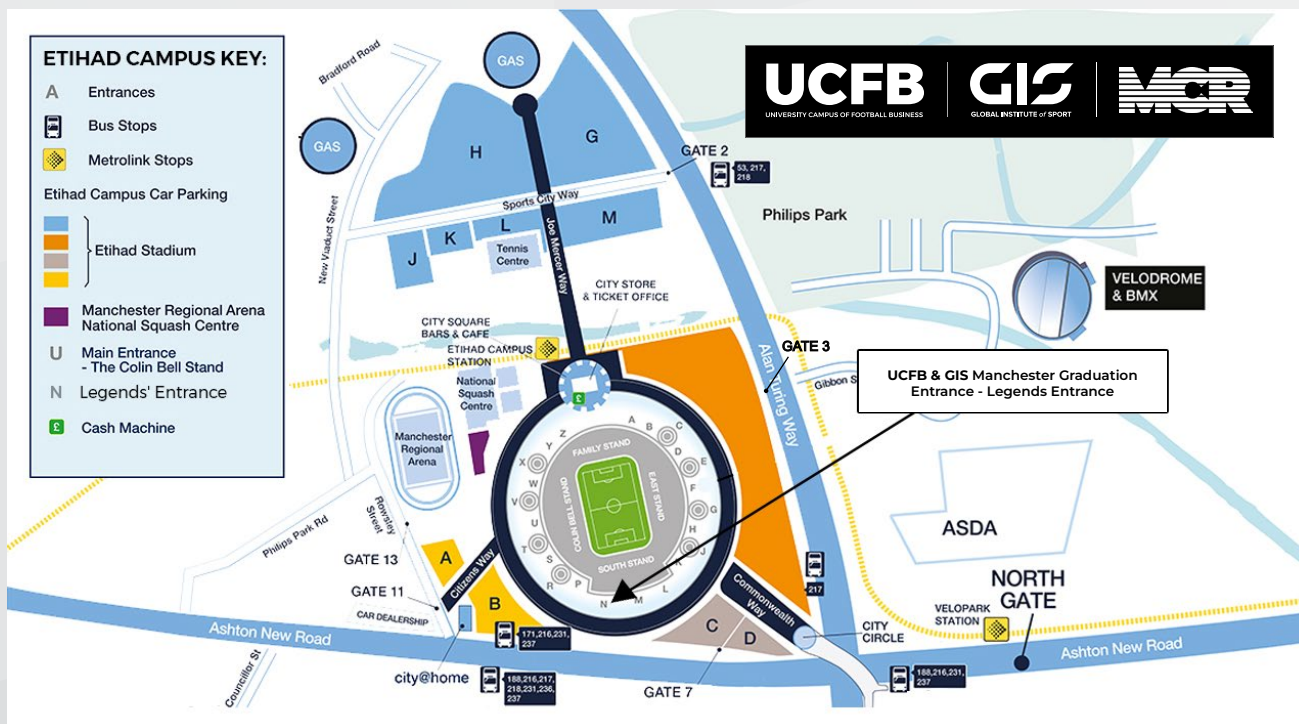 ETIHAD CAMPUS KEY:
A Entrances
Bus Stops
Metrolink Stops
Etihad Campus Car Parking
Etihad Stadium
Manchester Regional Arena
National Squash Centre
U Main Entrance
- The Colin Bell Stand
N Legends' Entrance
£ Cash Machine
UCFB
UNIVERSITY CAMPUS OF FOOTBALL BUSINESS
GIS
GLOBAL INSTITUTE of SPORT
MCR
Bradford Road
GAS
GAS
H
G
GATE 2
53, 217,
218
Sports City Way
New Viaduct Street
J
K
L
M
Tennis
Centre
Joe Mercer Way
Philips Park
VELODROME
& BMX
CITY STORE
& TICKET OFFICE
CITY SQUARE
BARS & CAFE
ETIHAD CAMPUS
STATION
National
Squash
Centre
£
Manchester
Regional
Arena
Alan Turing Way
GATE 3
Gibbon S
UCFB & GIS Manchester Graduation
Entrance - Legends Entrance
A
B
C
D
E
F
G
H
J
K
L
M
N
P
R
S
T
U
V
W
X
Y
Z
FAMILY STAND
EAST STAND
SOUTH STAND
COLIN BELL STAND
ASDA
Philips Park Rd
Rowsley
Street
GATE 13
GATE 11
CAR DEALERSHIP
Citizens Way
A
B
C
D
Commonwealth
Way
217
CITY
CIRCLE
VELOPARK
STATION
NORTH
GATE
Ashton New Road
Ashton New Road
171,216,231,
237
188,216,217,
218,231,236,
237
188,216,231,
237
GATE 7
city@home
Councillor St